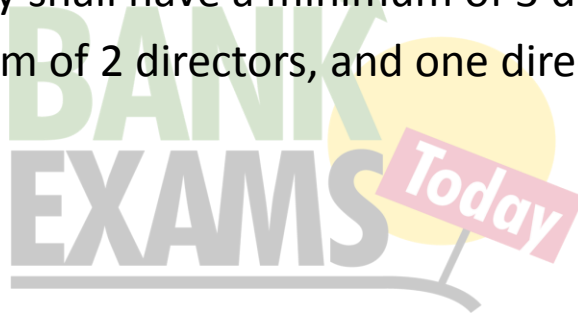 y shall have a minimum of 3 d
m of 2 directors, and one dire
BANK
EXAMS
Today